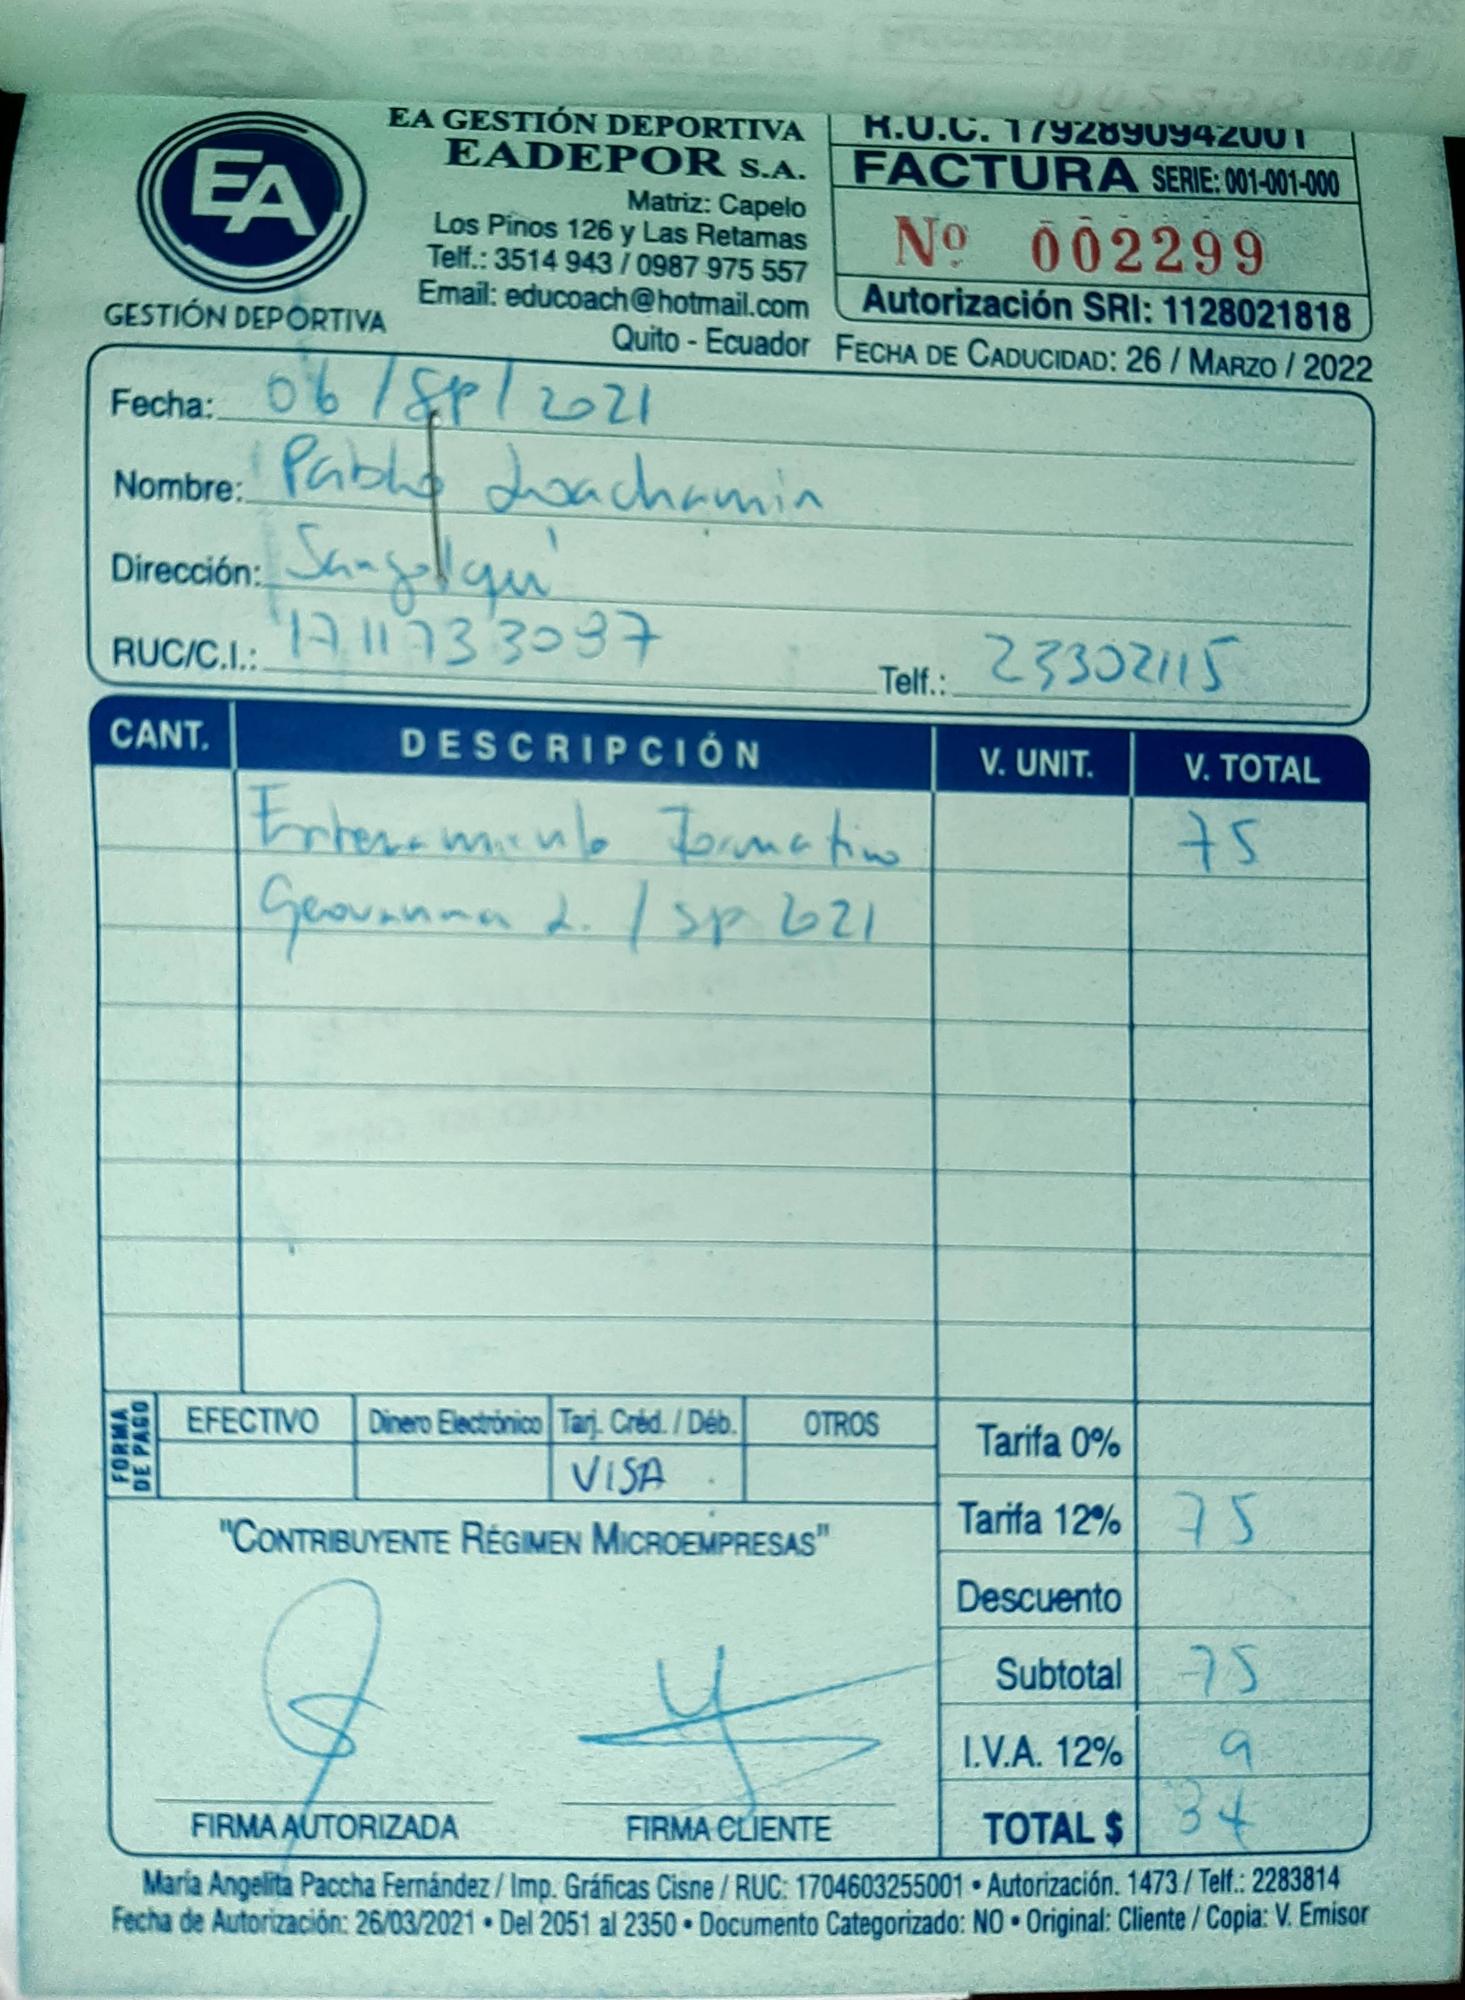 EA GESTIÓN DEPORTIVA
EADEPOR S.A.
Matriz: Capelo
Los Pinos 126 y Las Retamas
Telf.: 3514 943 / 0987 975 557
Email: educoach@hotmail.com
Quito - Ecuador
EA
GESTIÓN DEPORTIVA
R.U.C. 1792890942001
FACTURA SERIE: 001-001-000
Nº 002299
Autorización SRI: 1128021818
FECHA DE CADUCIDAD: 26 / MARZO / 2022
Fecha: 06 / Sp / 2021
Nombre: Pablo Loachamin
Dirección: Sangolquí
RUC/C.I.: 1711733097 Telf.: 23302115
CANT. DESCRIPCIÓN V. UNIT. V. TOTAL
Entrenamiento Formativo 75
Geovanna L. / Sp 2021
FORMA DE PAGO
EFECTIVO Dinero Electrónico Tarj. Créd. / Déb. OTROS
VISA
Tarifa 0%
Tarifa 12% 75
Descuento
Subtotal 75
I.V.A. 12% 9
TOTAL $ 84
"CONTRIBUYENTE RÉGIMEN MICROEMPRESAS"
FIRMA AUTORIZADA FIRMA CLIENTE
María Angelita Paccha Fernández / Imp. Gráficas Cisne / RUC: 1704603255001 • Autorización. 1473 / Telf.: 2283814
Fecha de Autorización: 26/03/2021 • Del 2051 al 2350 • Documento Categorizado: NO • Original: Cliente / Copia: V. Emisor